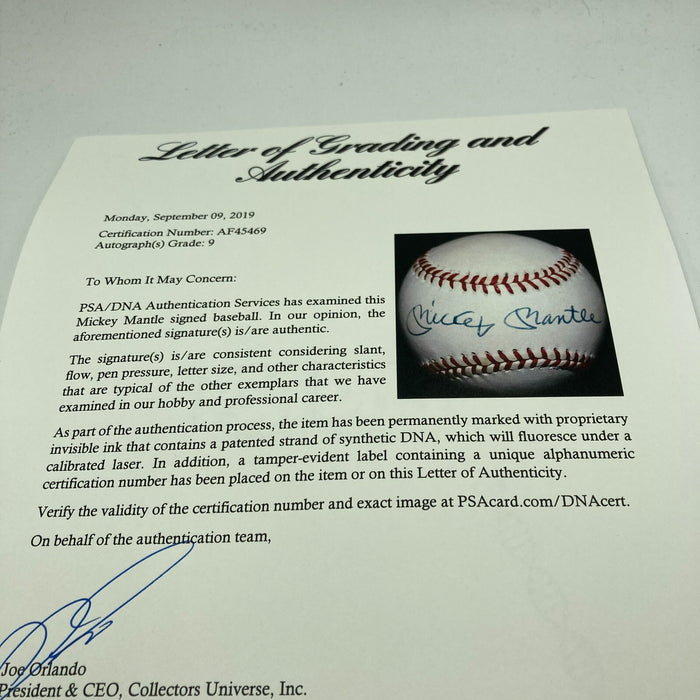 Letter of Grading and
Authenticity
Monday, September 09, 2019
Certification Number: AF45469
Autograph(s) Grade: 9
To Whom It May Concern:
PSA/DNA Authentication Services has examined this
Mickey Mantle signed baseball. In our opinion, the
aforementioned signature(s) is/are authentic.
The signature(s) is/are consistent considering slant,
flow, pen pressure, letter size, and other characteristics
that are typical of the other exemplars that we have
examined in our hobby and professional career.
Mickey Mantle
As part of the authentication process, the item has been permanently marked with proprietary
invisible ink that contains a patented strand of synthetic DNA, which will fluoresce under a
calibrated laser. In addition, a tamper-evident label containing a unique alphanumeric
certification number has been placed on the item or on this Letter of Authenticity.
Verify the validity of the certification number and exact image at PSAcard.com/DNAcert.
On behalf of the authentication team,
Joe Orlando
President & CEO, Collectors Universe, Inc.